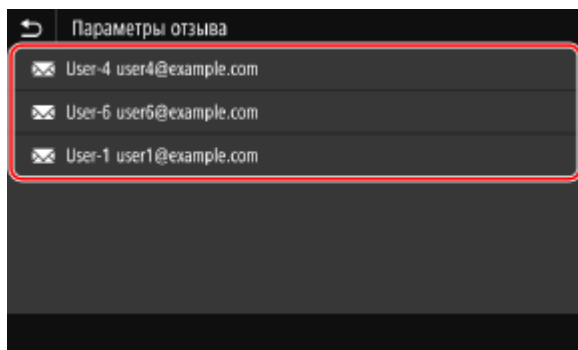 Параметры отзыва
User-4 user4@example.com
User-6 user6@example.com
User-1 user1@example.com